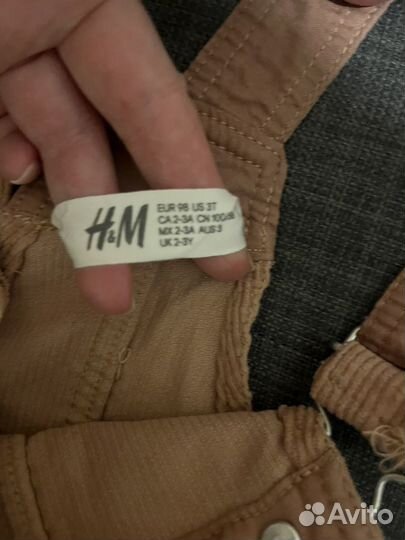 H&M
EUR 98 US 3T
CA 2-3A CN 100/56
MX 2-3A AUS 3
UK 2-3Y
Avito